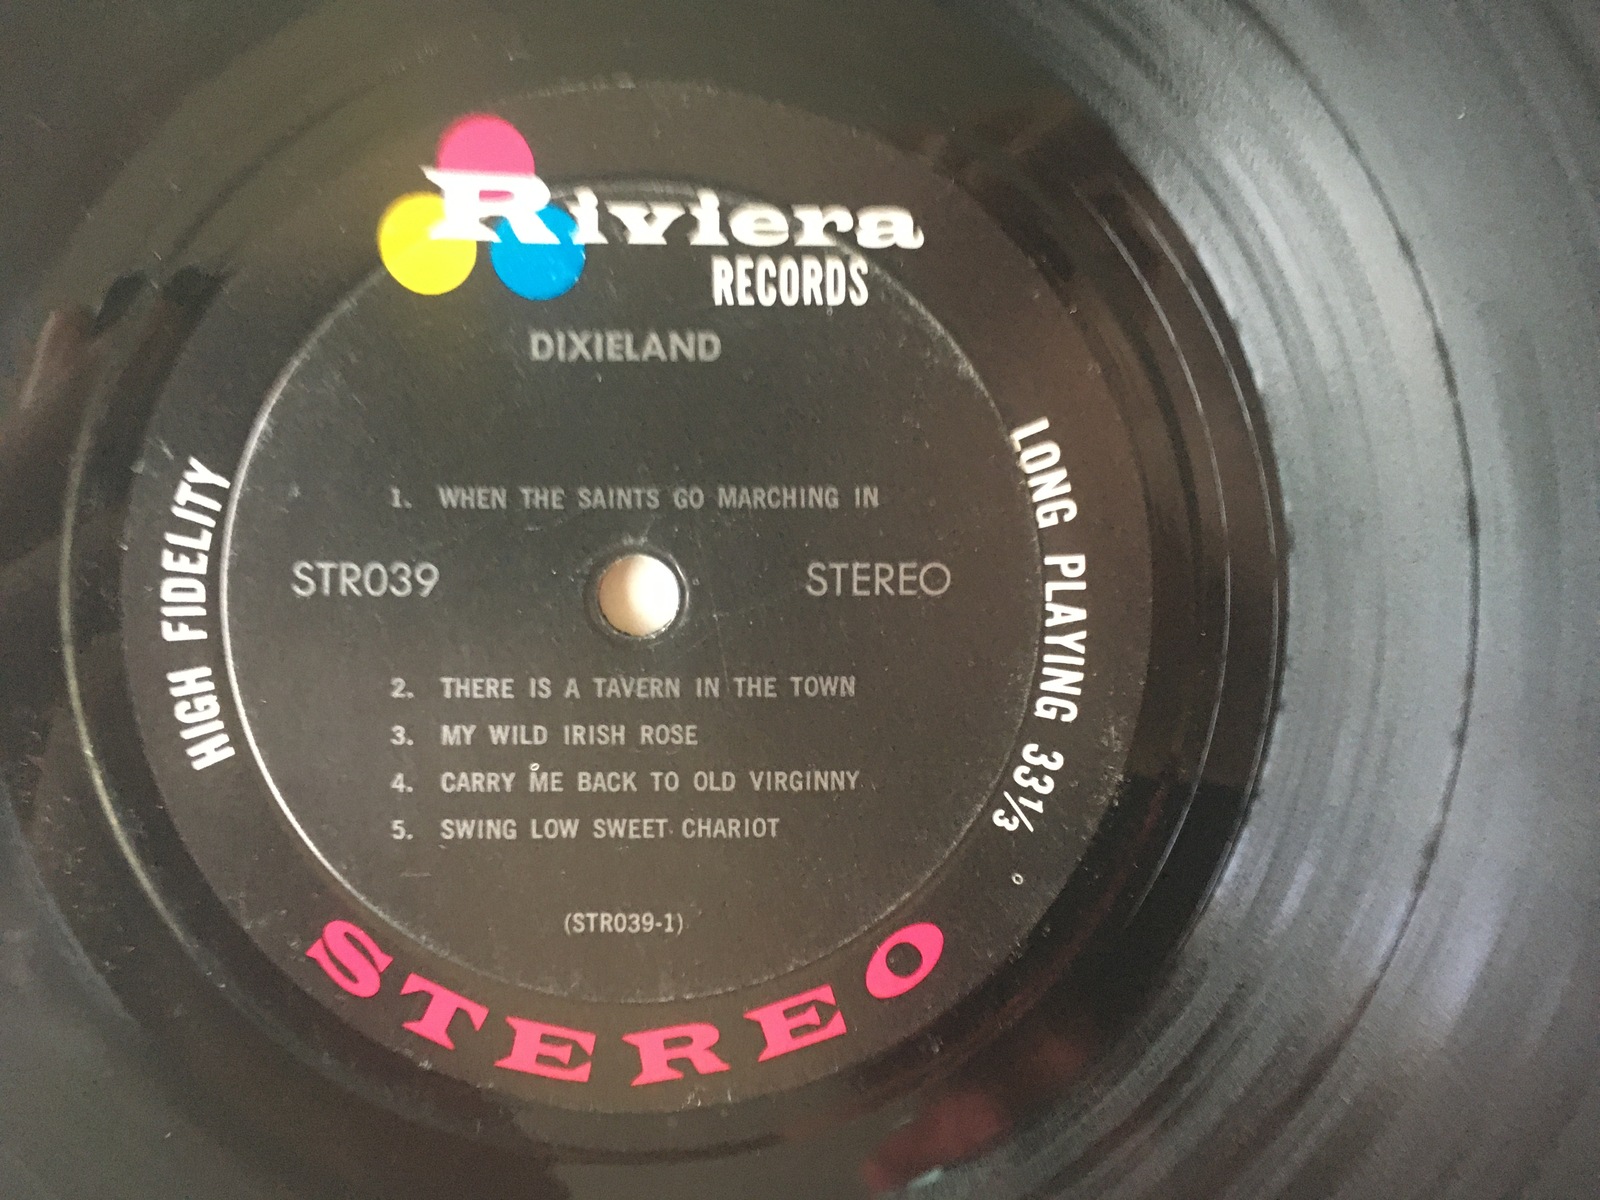 Riviera
RECORDS
DIXIELAND
1. WHEN THE SAINTS GO MARCHING IN
STR039
STEREO
2. THERE IS A TAVERN IN THE TOWN
3. MY WILD IRISH ROSE
4. CARRY ME BACK TO OLD VIRGINNY
5. SWING LOW SWEET CHARIOT
(STR039-1)
HIGH FIDELITY
LONG PLAYING 33⅓
STEREO